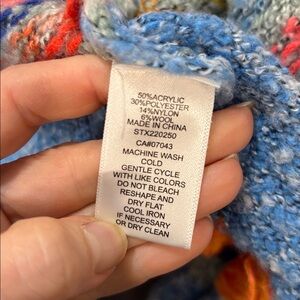 50%ACRYLIC
30%POLYESTER
14%NYLON
6%WOOL
MADE IN CHINA
STX220250
CA#07043
MACHINE WASH
COLD
GENTLE CYCLE
WITH LIKE COLORS
DO NOT BLEACH
RESHAPE AND
DRY FLAT
COOL IRON
IF NECESSARY
OR DRY CLEAN